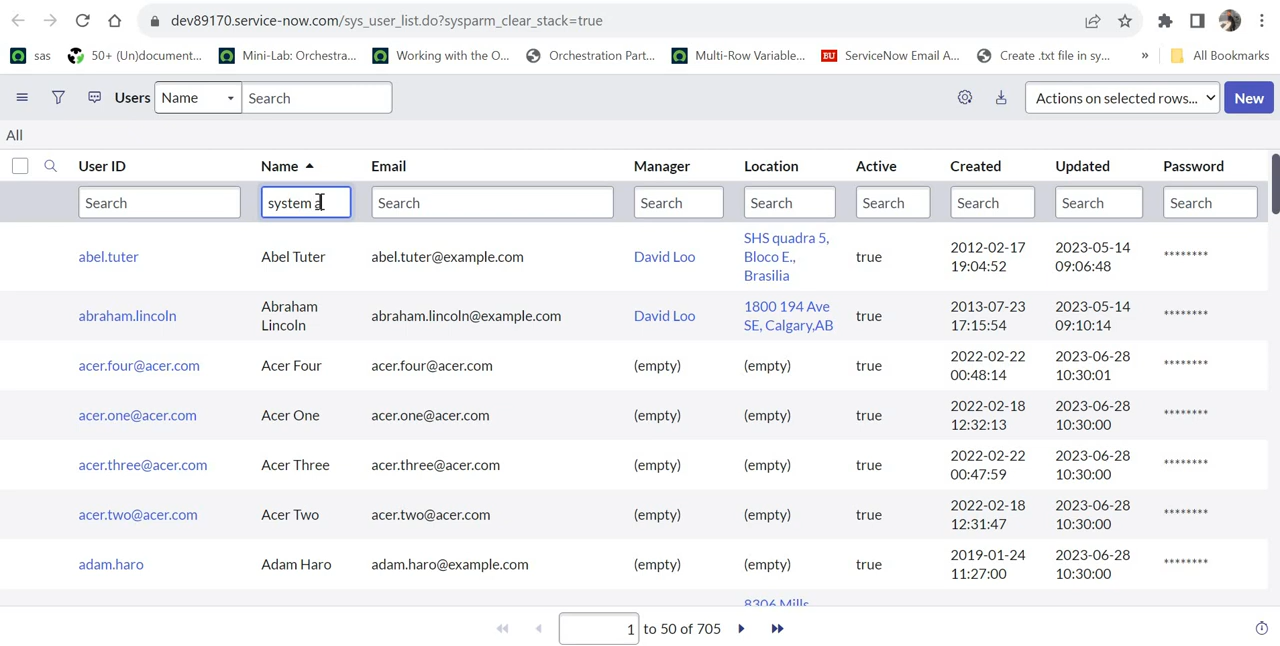 dev89170.service-now.com/sys_user_list.do?sysparm_clear_stack=true
sas
50+ (Un)document...
Mini-Lab: Orchestra...
Working with the O...
Orchestration Part...
Multi-Row Variable...
BU
ServiceNow Email A...
Create .txt file in sy...
»
All Bookmarks
Users
Name
Search
Actions on selected rows...
New
All
User ID Name Email Manager Location Active Created Updated Password
Search system a Search Search Search Search Search Search Search
abel.tuter Abel Tuter abel.tuter@example.com David Loo SHS quadra 5, Bloco E., Brasilia true 2012-02-17 19:04:52 2023-05-14 09:06:48 ********
abraham.lincoln Abraham Lincoln abraham.lincoln@example.com David Loo 1800 194 Ave SE, Calgary,AB true 2013-07-23 17:15:54 2023-05-14 09:10:14 ********
acer.four@acer.com Acer Four acer.four@acer.com (empty) (empty) true 2022-02-22 00:48:14 2023-06-28 10:30:01 ********
acer.one@acer.com Acer One acer.one@acer.com (empty) (empty) true 2022-02-18 12:32:13 2023-06-28 10:30:00 ********
acer.three@acer.com Acer Three acer.three@acer.com (empty) (empty) true 2022-02-22 00:47:59 2023-06-28 10:30:00 ********
acer.two@acer.com Acer Two acer.two@acer.com (empty) (empty) true 2022-02-18 12:31:47 2023-06-28 10:30:00 ********
adam.haro Adam Haro adam.haro@example.com (empty) (empty) true 2019-01-24 11:27:00 2023-06-28 10:30:00 ********
8306 Mills
1 to 50 of 705